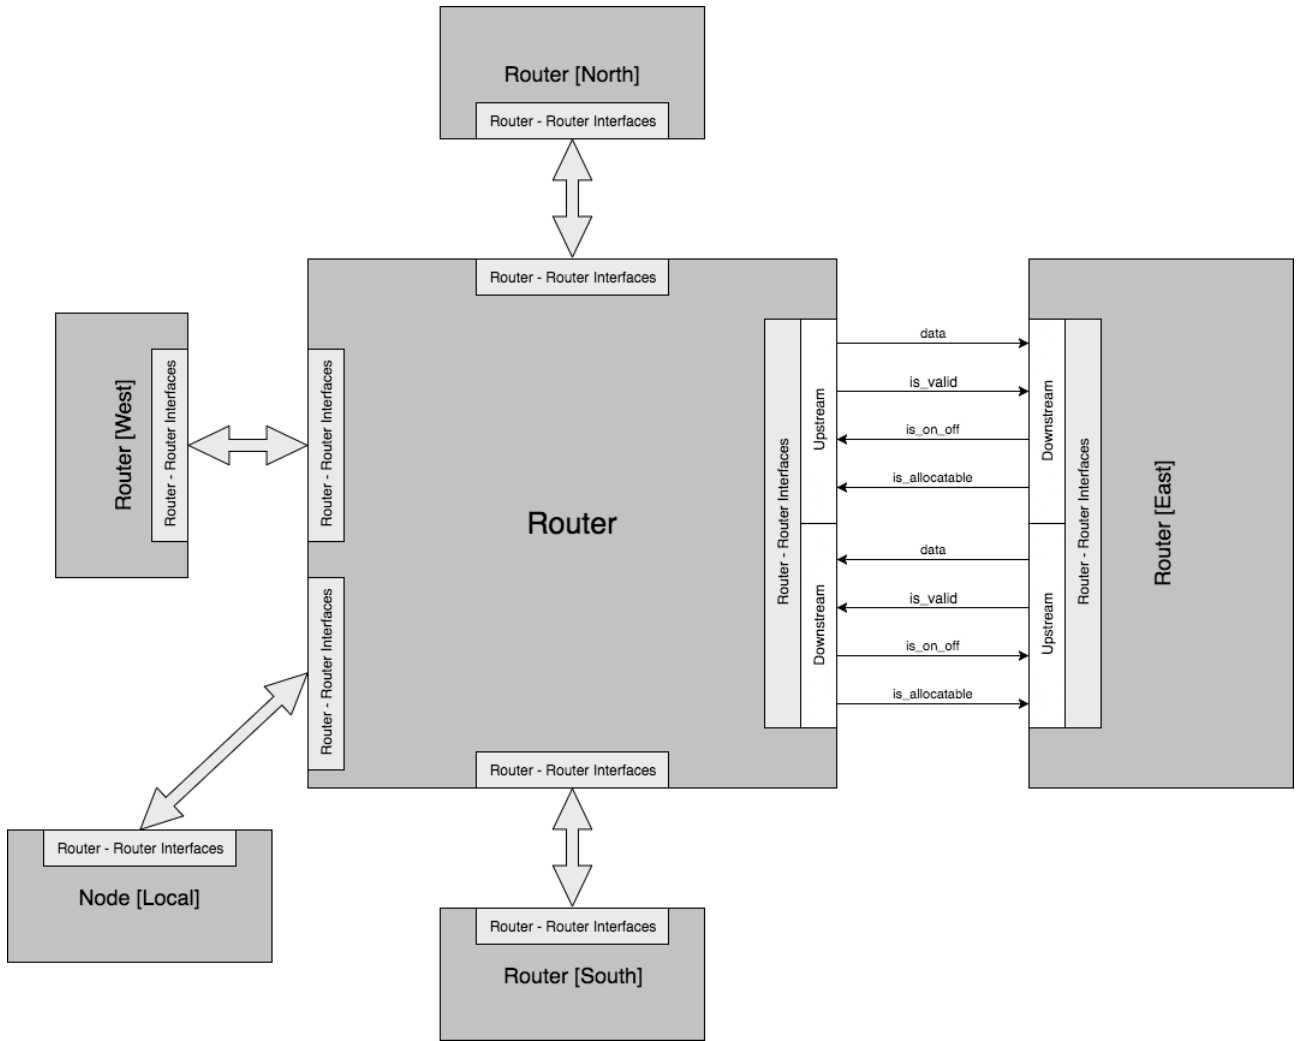 Router [North]
Router - Router Interfaces
Router - Router Interfaces
Router [West]
Router - Router Interfaces
Router - Router Interfaces
Router - Router Interfaces
Router
Router - Router Interfaces
Upstream
Downstream
data
is_valid
is_on_off
is_allocatable
data
is_valid
is_on_off
is_allocatable
Downstream
Upstream
Router - Router Interfaces
Router [East]
Router - Router Interfaces
Router - Router Interfaces
Node [Local]
Router - Router Interfaces
Router [South]